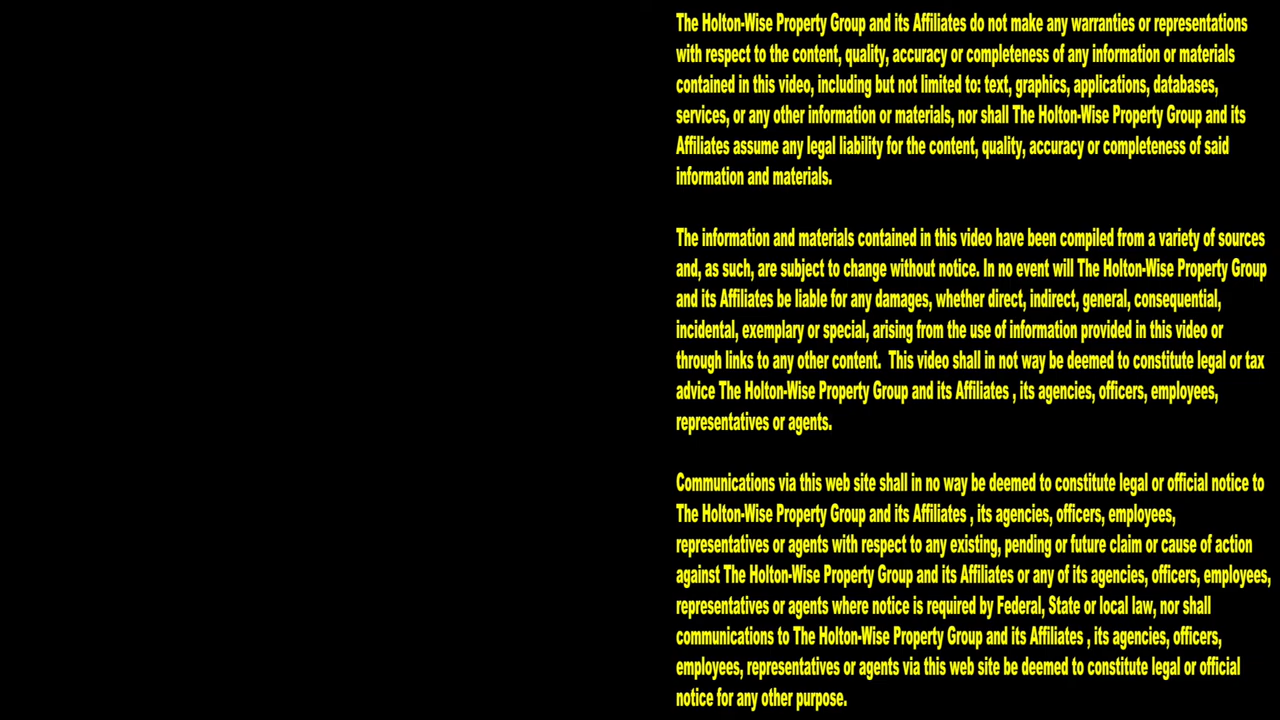 The Holton-Wise Property Group and its Affiliates do not make any warranties or representations
with respect to the content, quality, accuracy or completeness of any information or materials
contained in this video, including but not limited to: text, graphics, applications, databases,
services, or any other information or materials, nor shall The Holton-Wise Property Group and its
Affiliates assume any legal liability for the content, quality, accuracy or completeness of said
information and materials.
The information and materials contained in this video have been compiled from a variety of sources
and, as such, are subject to change without notice. In no event will The Holton-Wise Property Group
and its Affiliates be liable for any damages, whether direct, indirect, general, consequential,
incidental, exemplary or special, arising from the use of information provided in this video or
through links to any other content.  This video shall in not way be deemed to constitute legal or tax
advice The Holton-Wise Property Group and its Affiliates , its agencies, officers, employees,
representatives or agents.
Communications via this web site shall in no way be deemed to constitute legal or official notice to
The Holton-Wise Property Group and its Affiliates , its agencies, officers, employees,
representatives or agents with respect to any existing, pending or future claim or cause of action
against The Holton-Wise Property Group and its Affiliates or any of its agencies, officers, employees,
representatives or agents where notice is required by Federal, State or local law, nor shall
communications to The Holton-Wise Property Group and its Affiliates , its agencies, officers,
employees, representatives or agents via this web site be deemed to constitute legal or official
notice for any other purpose.